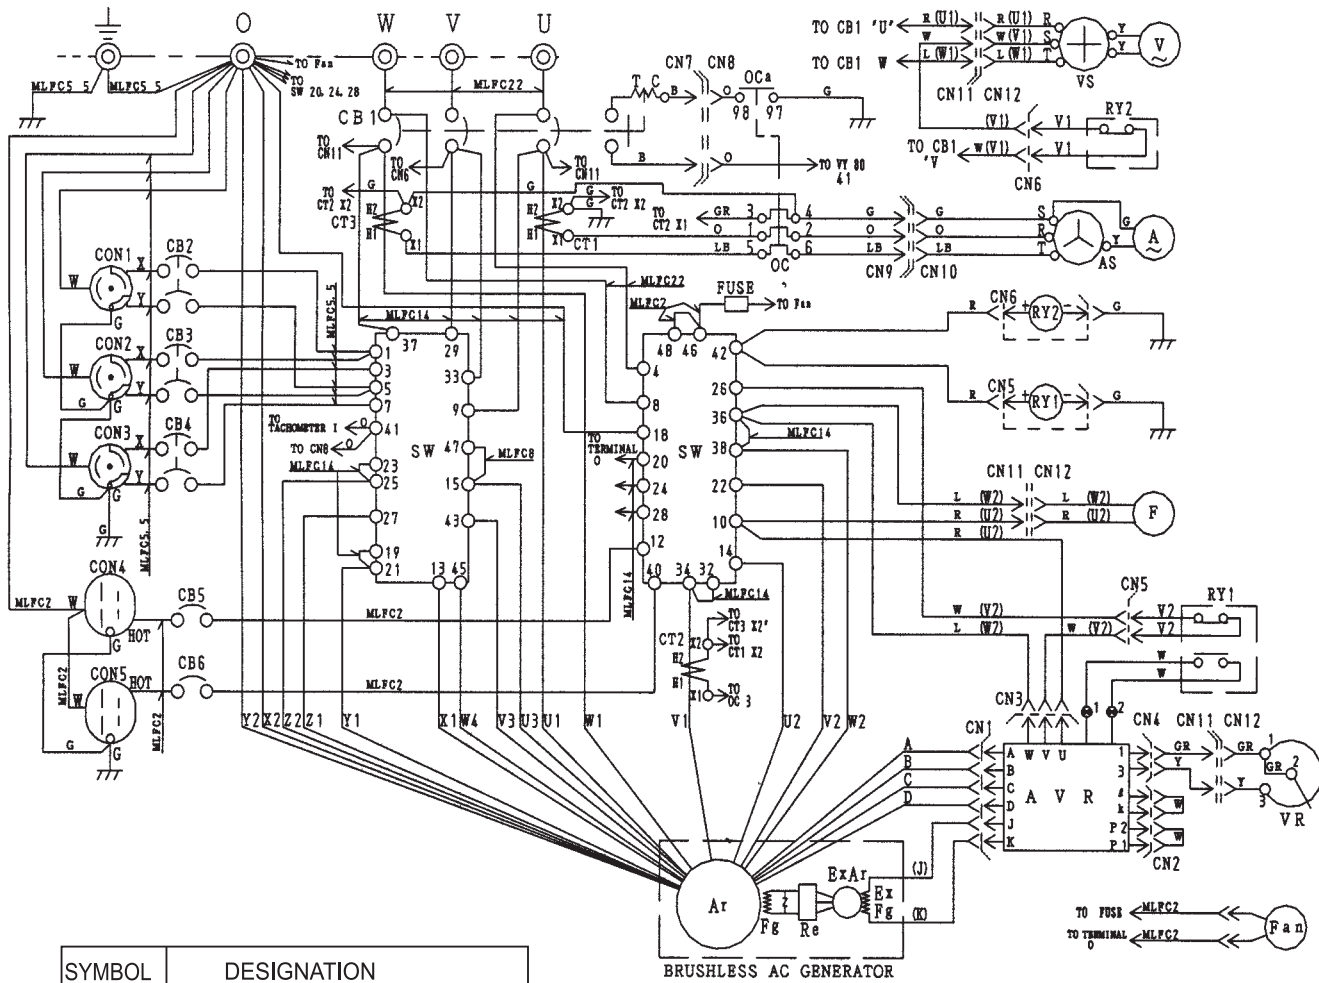 O W V U
TO Fan
TO
SW 20. 24. 28
MLFC5. 5 MLFC5. 5
MLFC22
CB1
TO
CN11
TO
CN6
TO
CN11
T C
B
CN7 CN8
O
OCa
98 97
G
B
O
TO VY 80
41
TO CB1 'U'
R (U1) R (U1) R
W W (V1) S
TO CB1 W
L (W1) L (W1) T
VS
Y
Y
V
CN11 CN12
RY2
(V1) V1
TO CB1
'V
W (V1) V1
CN6
G
TO
CT2 X2
X2
H2
H1
CT3
X1
G
X2
G
G
TO
CT2 X2
H2
H1
X1
CT1
TO
CT2 X1
GR 3 4 G G S
O 1 2 O O R
LB 5 6 LB LB T
OC
CN9 CN10
AS
G
Y
A
CON1
W
X
Y
G
CB2
CON2
W
X
Y
G
G
CB3
CON3
W
X
Y
G
G
CB4
G
MLFC5. 5
MLFC5. 5
MLFC14
MLFC22
MLFC2
FUSE
TO Fan
37 29
1
3
5
7
41
23
25
27
19
21
33
9
47
15
43
13 45
SW
TO
TACHOMETER 1
O
TO CN8
O
MLFC14
MLFC8
48 46
4
8
18
20
24
28
12
40 34 32
42
26
36
38
22
10
14
SW
TO
TERMINAL
O
MLFC14
MLFC14
MLFC14
R
CN6
+ RY2 -
G
R
CN5
+ RY1 -
G
CN11 CN12
L (W2) L (W2)
R (U2) R (U2)
R (U2)
F
CON4
W
HOT
G
CB5
MLFC2
MLFC2
CON5
HOT
W
G
G
CB6
MLFC2
MLFC2
MLFC2
CT2
X2
H2
H1
X1
TO
CT3 X2'
TO
CT1 X2
TO
OC 3
W (V2)
L (W2)
W (V2)
CN5
V2
V2
RY1
W
W
CN3
1 2
Y2 X2 Z2 Z1 Y1 X1 W4 V3 U3 U1 W1 V1 U2 V2 W2
A
B
C
D
CN1
A W V U 1
B 3
C
D
J
K
A V R
k
P2
P1
CN4 CN11 CN12
GR GR
Y Y
W
W
CN2
1
2
GR
3
VR
Ar
Fg
Re
ExAr
Ex
Fg
(J)
(K)
BRUSHLESS AC GENERATOR
TO FUSE MLFC2
TO TERMINAL
O
MLFC2
Fan
SYMBOL DESIGNATION